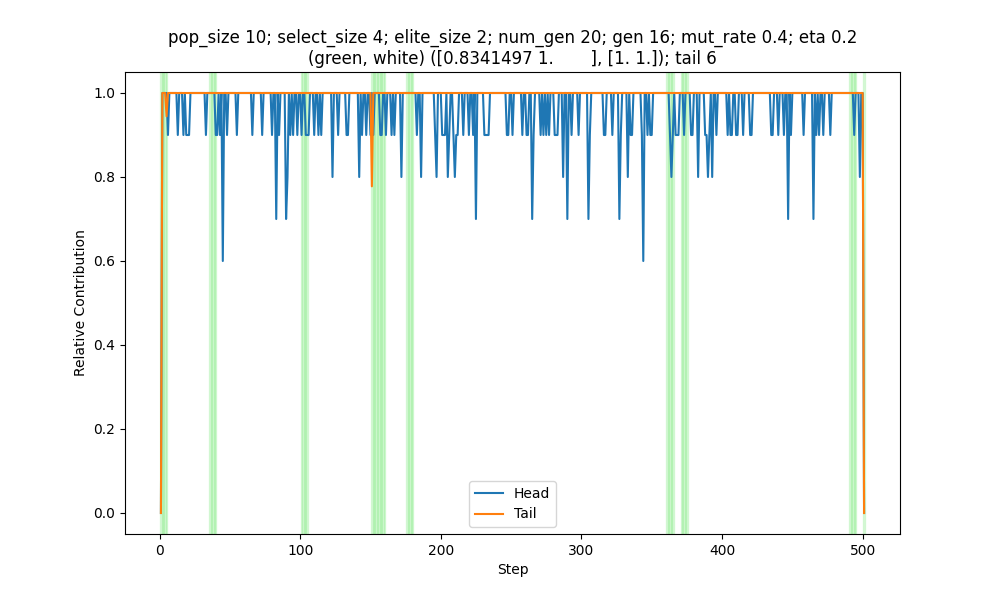 pop_size 10; select_size 4; elite_size 2; num_gen 20; gen 16; mut_rate 0.4; eta 0.2
(green, white) ([0.8341497 1.        ], [1. 1.]); tail 6
1.0
0.8
0.6
0.4
0.2
0.0
Relative Contribution
Head
Tail
0
100
200
300
400
500
Step